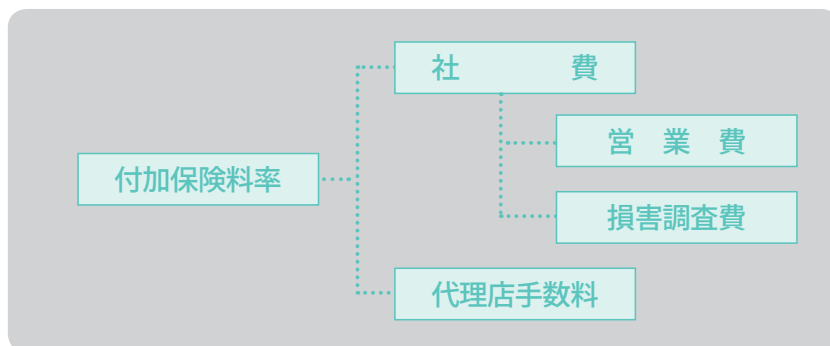 社費
営業費
付加保険料率
損害調査費
代理店手数料